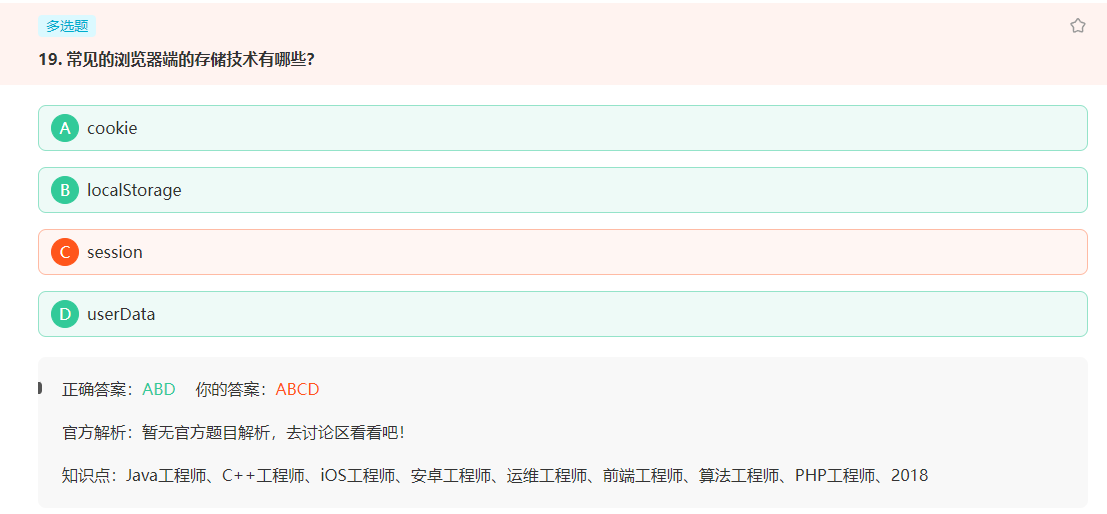 多选题
19. 常见的浏览器端的存储技术有哪些?
A cookie
B localStorage
C session
D userData
正确答案：ABD 你的答案：ABCD
官方解析：暂无官方题目解析，去讨论区看看吧！
知识点：Java工程师、C++工程师、iOS工程师、安卓工程师、运维工程师、前端工程师、算法工程师、PHP工程师、2018